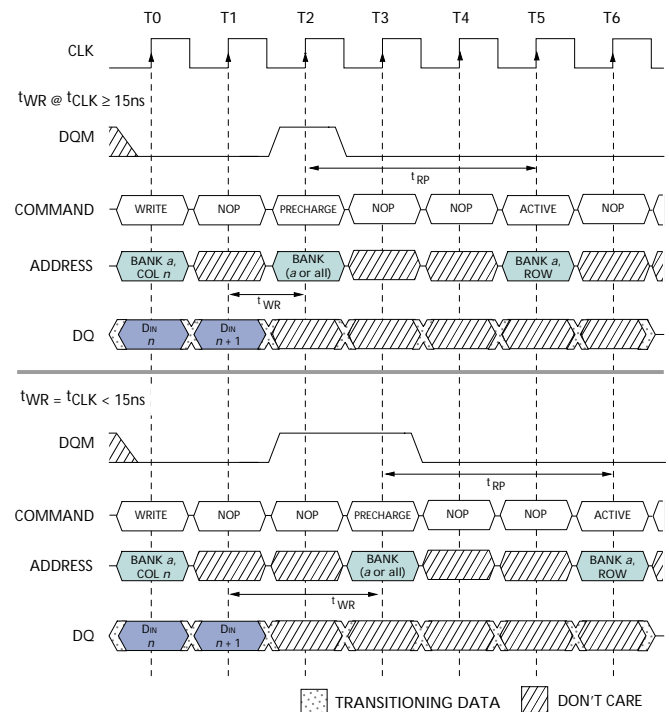 T0 T1 T2 T3 T4 T5 T6
CLK
tWR @ tCLK ≥ 15ns
DQM
tRP
COMMAND WRITE NOP PRECHARGE NOP NOP ACTIVE NOP
ADDRESS BANK a, COL n BANK (a or all) BANK a, ROW
tWR
DQ DIN n DIN n + 1
tWR = tCLK < 15ns
DQM
tRP
COMMAND WRITE NOP NOP PRECHARGE NOP NOP ACTIVE
ADDRESS BANK a, COL n BANK (a or all) BANK a, ROW
tWR
DQ DIN n DIN n + 1
TRANSITIONING DATA DON'T CARE